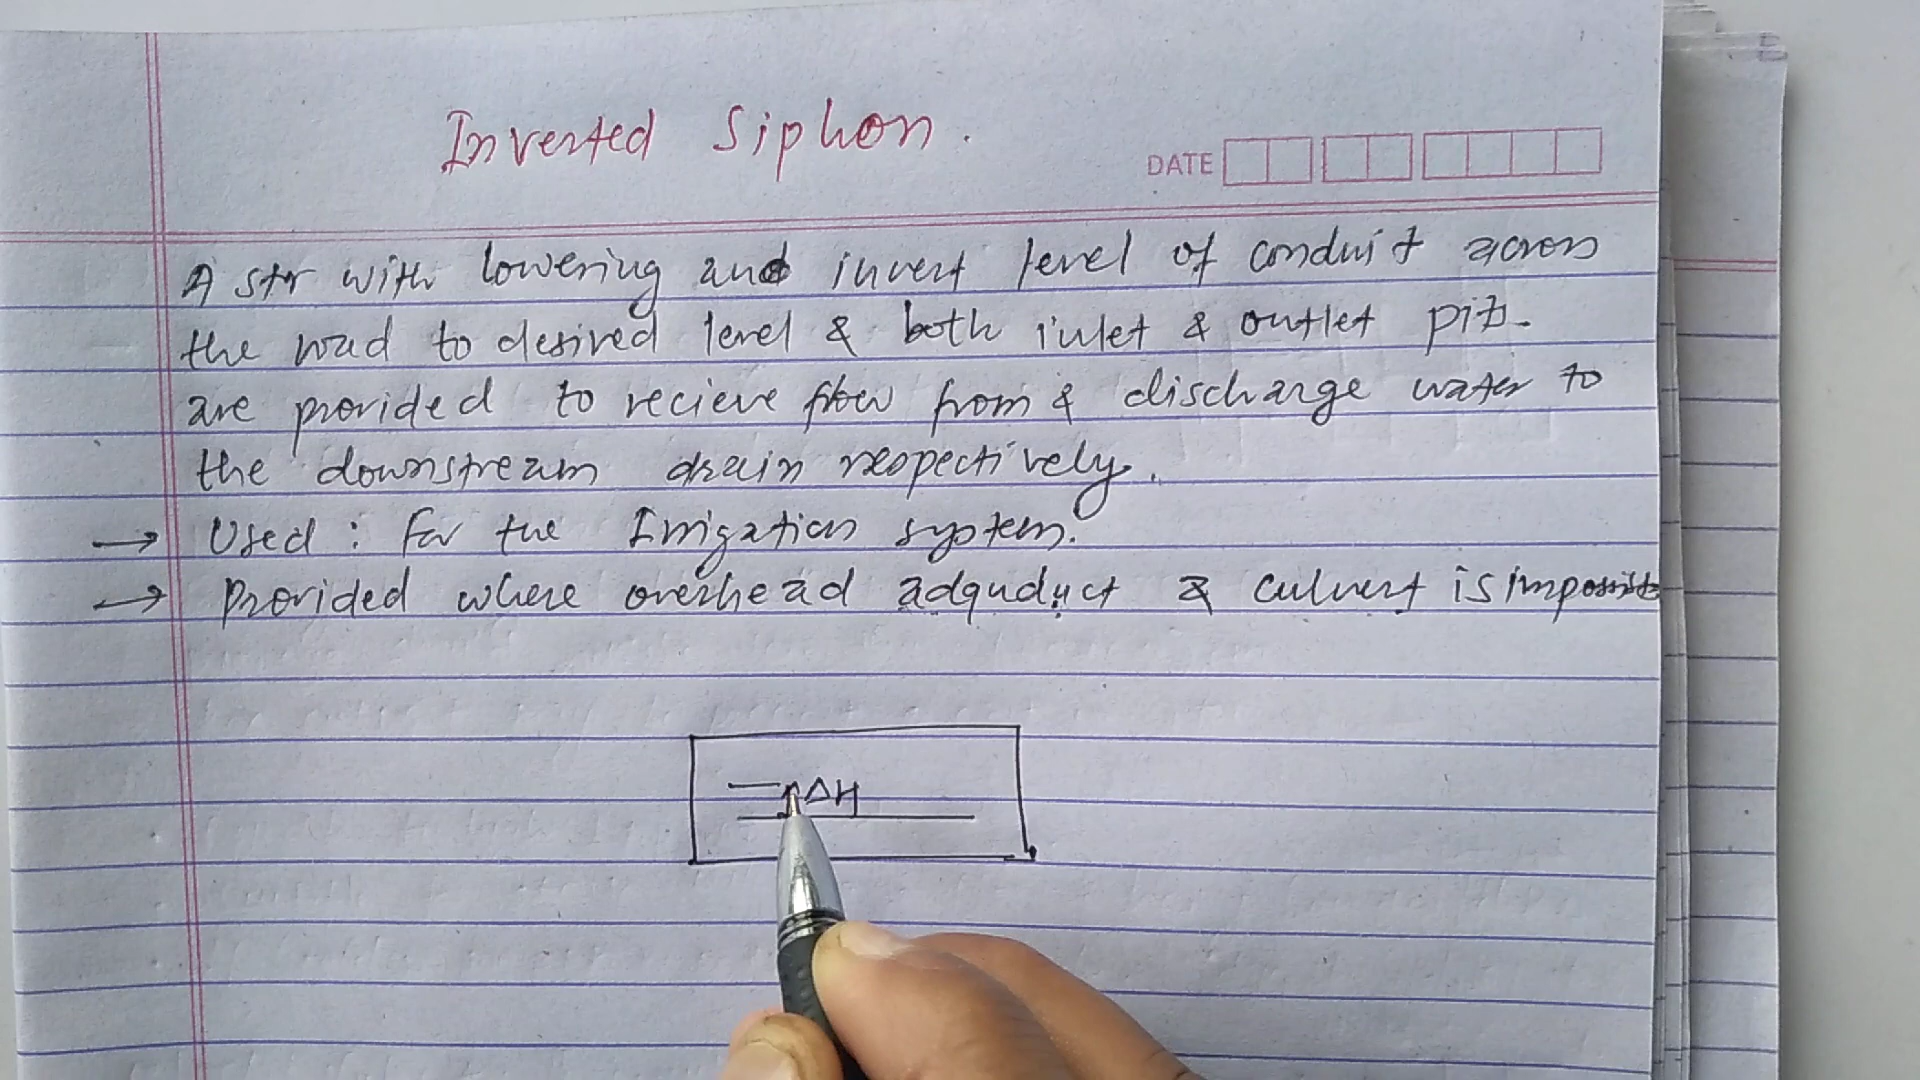 Inverted Siphon.
DATE
A str with lowering and invert level of conduit across
the road to desired level & both inlet & outlet pits.
are provided to recieve flow from & discharge water to
the downstream drain respectively.
→ Used : For the Irrigation system.
→ Provided where overhead adquduct & culvert is impossible
ΔH